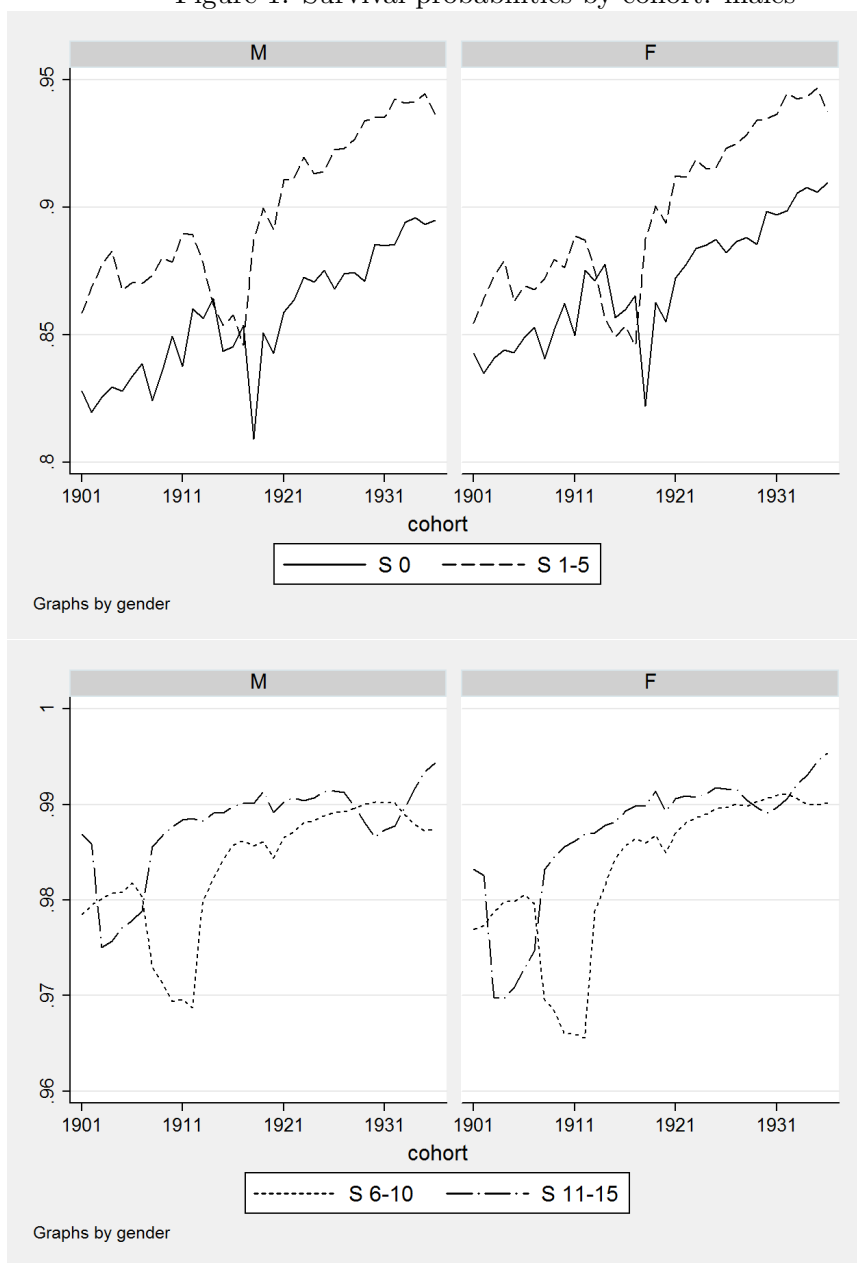 Figure 1: Survival probabilities by cohort: males
M F
.95
.9
.85
.8
1901 1911 1921 1931 1901 1911 1921 1931
cohort
S 0 S 1-5
Graphs by gender
M F
1
.99
.98
.97
.96
1901 1911 1921 1931 1901 1911 1921 1931
cohort
S 6-10 S 11-15
Graphs by gender